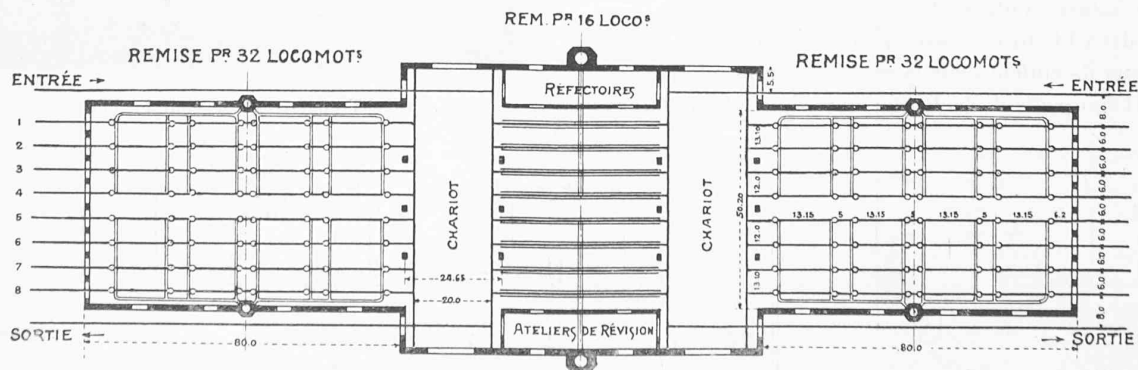 REM. PR 16 LOCOS
REMISE PR 32 LOCOMOTS
REMISE PR 32 LOCOMOTS
ENTRÉE
ENTRÉE
RÉFECTOIRES
5.5
8.0
1
2
3
4
5
6
7
8
CHARIOT
CHARIOT
13.10
12.0
12.0
13.10
50.20
6.0
6.0
6.0
6.0
6.0
6.0
6.0
8.0
13.15 5 13.15 5 13.15 5 13.15 6.2
24.65
20.0
ATELIERS DE RÉVISION
SORTIE
SORTIE
80.0
80.0